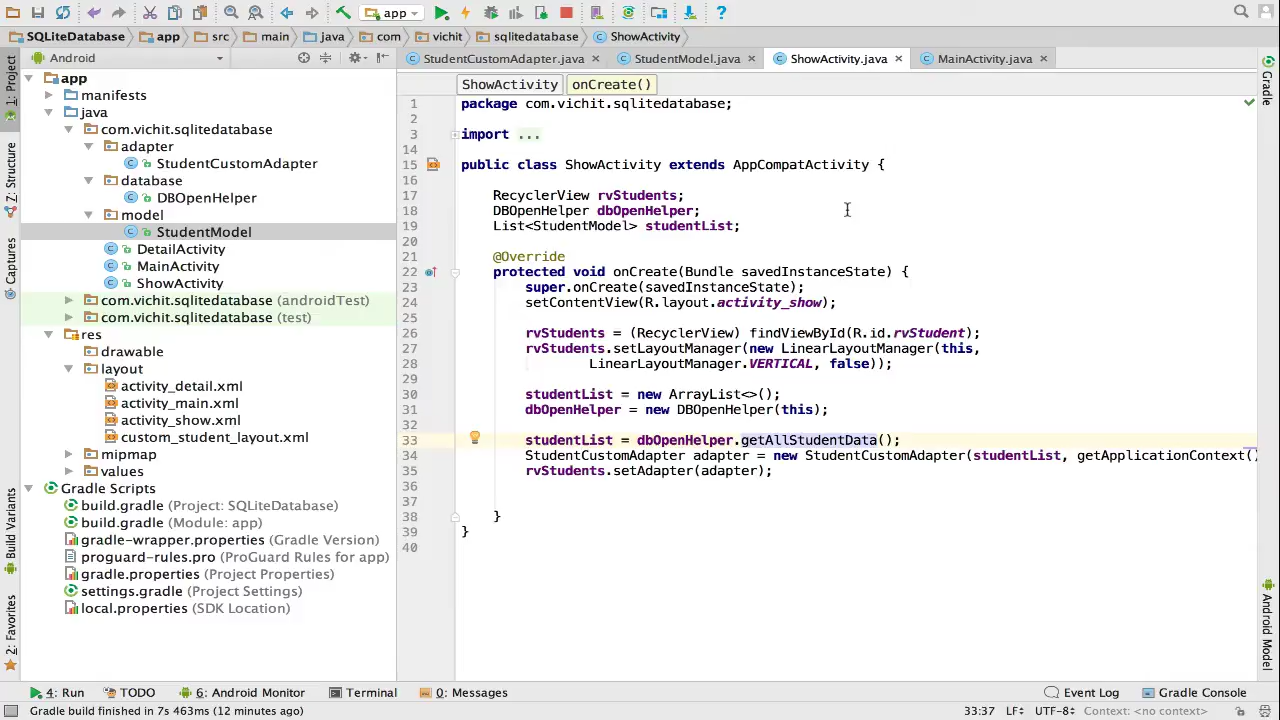 app
?
SQLiteDatabase app src main java com vichit sqlitedatabase ShowActivity
Android
StudentCustomAdapter.java StudentModel.java ShowActivity.java MainActivity.java
ShowActivity onCreate()
1: Project
Z: Structure
Captures
Build Variants
2: Favorites
app
manifests
java
com.vichit.sqlitedatabase
adapter
StudentCustomAdapter
database
DBOpenHelper
model
StudentModel
DetailActivity
MainActivity
ShowActivity
com.vichit.sqlitedatabase (androidTest)
com.vichit.sqlitedatabase (test)
res
drawable
layout
activity_detail.xml
activity_main.xml
activity_show.xml
custom_student_layout.xml
mipmap
values
Gradle Scripts
build.gradle (Project: SQLiteDatabase)
build.gradle (Module: app)
gradle-wrapper.properties (Gradle Version)
proguard-rules.pro (ProGuard Rules for app)
gradle.properties (Project Properties)
settings.gradle (Project Settings)
local.properties (SDK Location)
1 package com.vichit.sqlitedatabase;
2
3 import ...
14
15 public class ShowActivity extends AppCompatActivity {
16
17 RecyclerView rvStudents;
18 DBOpenHelper dbOpenHelper;
19 List<StudentModel> studentList;
20
21 @Override
22 protected void onCreate(Bundle savedInstanceState) {
23 super.onCreate(savedInstanceState);
24 setContentView(R.layout.activity_show);
25
26 rvStudents = (RecyclerView) findViewById(R.id.rvStudent);
27 rvStudents.setLayoutManager(new LinearLayoutManager(this,
28 LinearLayoutManager.VERTICAL, false));
29
30 studentList = new ArrayList<>();
31 dbOpenHelper = new DBOpenHelper(this);
32
33 studentList = dbOpenHelper.getAllStudentData();
34 StudentCustomAdapter adapter = new StudentCustomAdapter(studentList, getApplicationContext()
35 rvStudents.setAdapter(adapter);
36
37
38 }
39 }
40
Gradle
Android Model
4: Run TODO 6: Android Monitor Terminal 0: Messages Event Log Gradle Console
Gradle build finished in 7s 463ms (12 minutes ago) 33:37 LF UTF-8 Context: <no context>